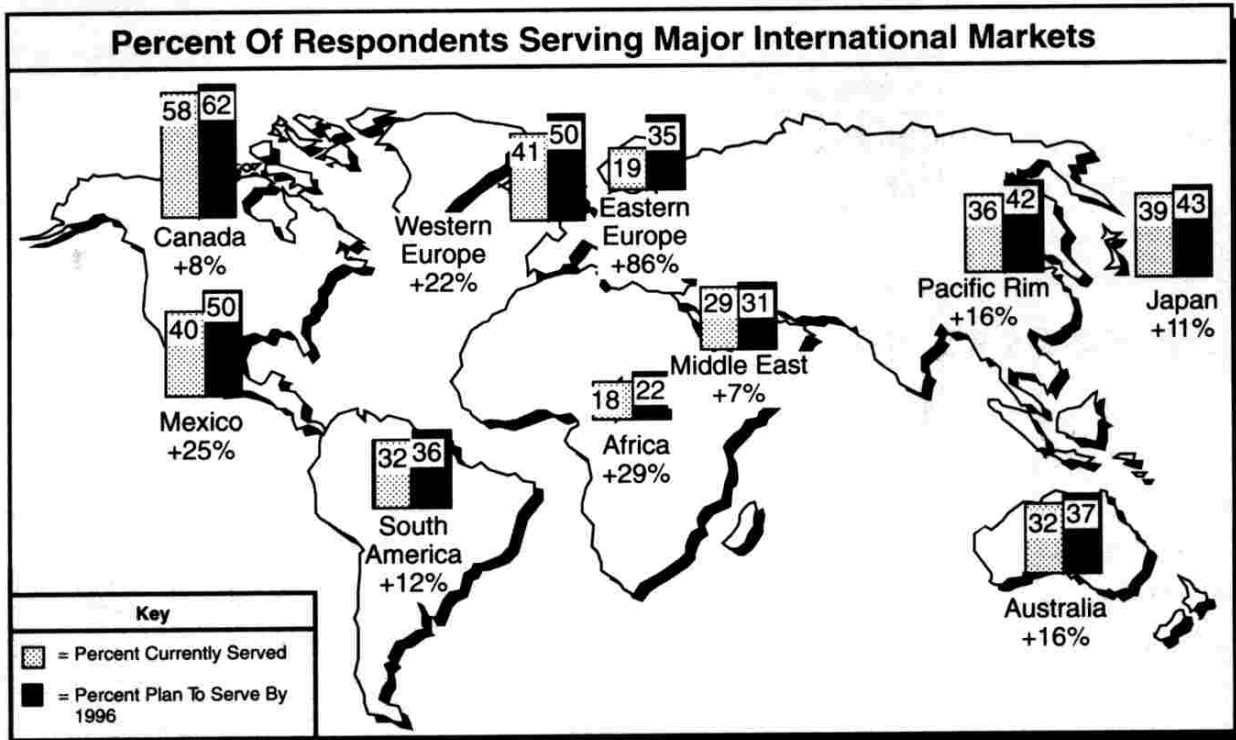 Percent Of Respondents Serving Major International Markets
58 62
Canada
+8%
41 50
Western
Europe
+22%
19 35
Eastern
Europe
+86%
36 42
Pacific Rim
+16%
39 43
Japan
+11%
40 50
Mexico
+25%
29 31
Middle East
+7%
18 22
Africa
+29%
32 36
South
America
+12%
32 37
Australia
+16%
Key
= Percent Currently Served
= Percent Plan To Serve By
1996